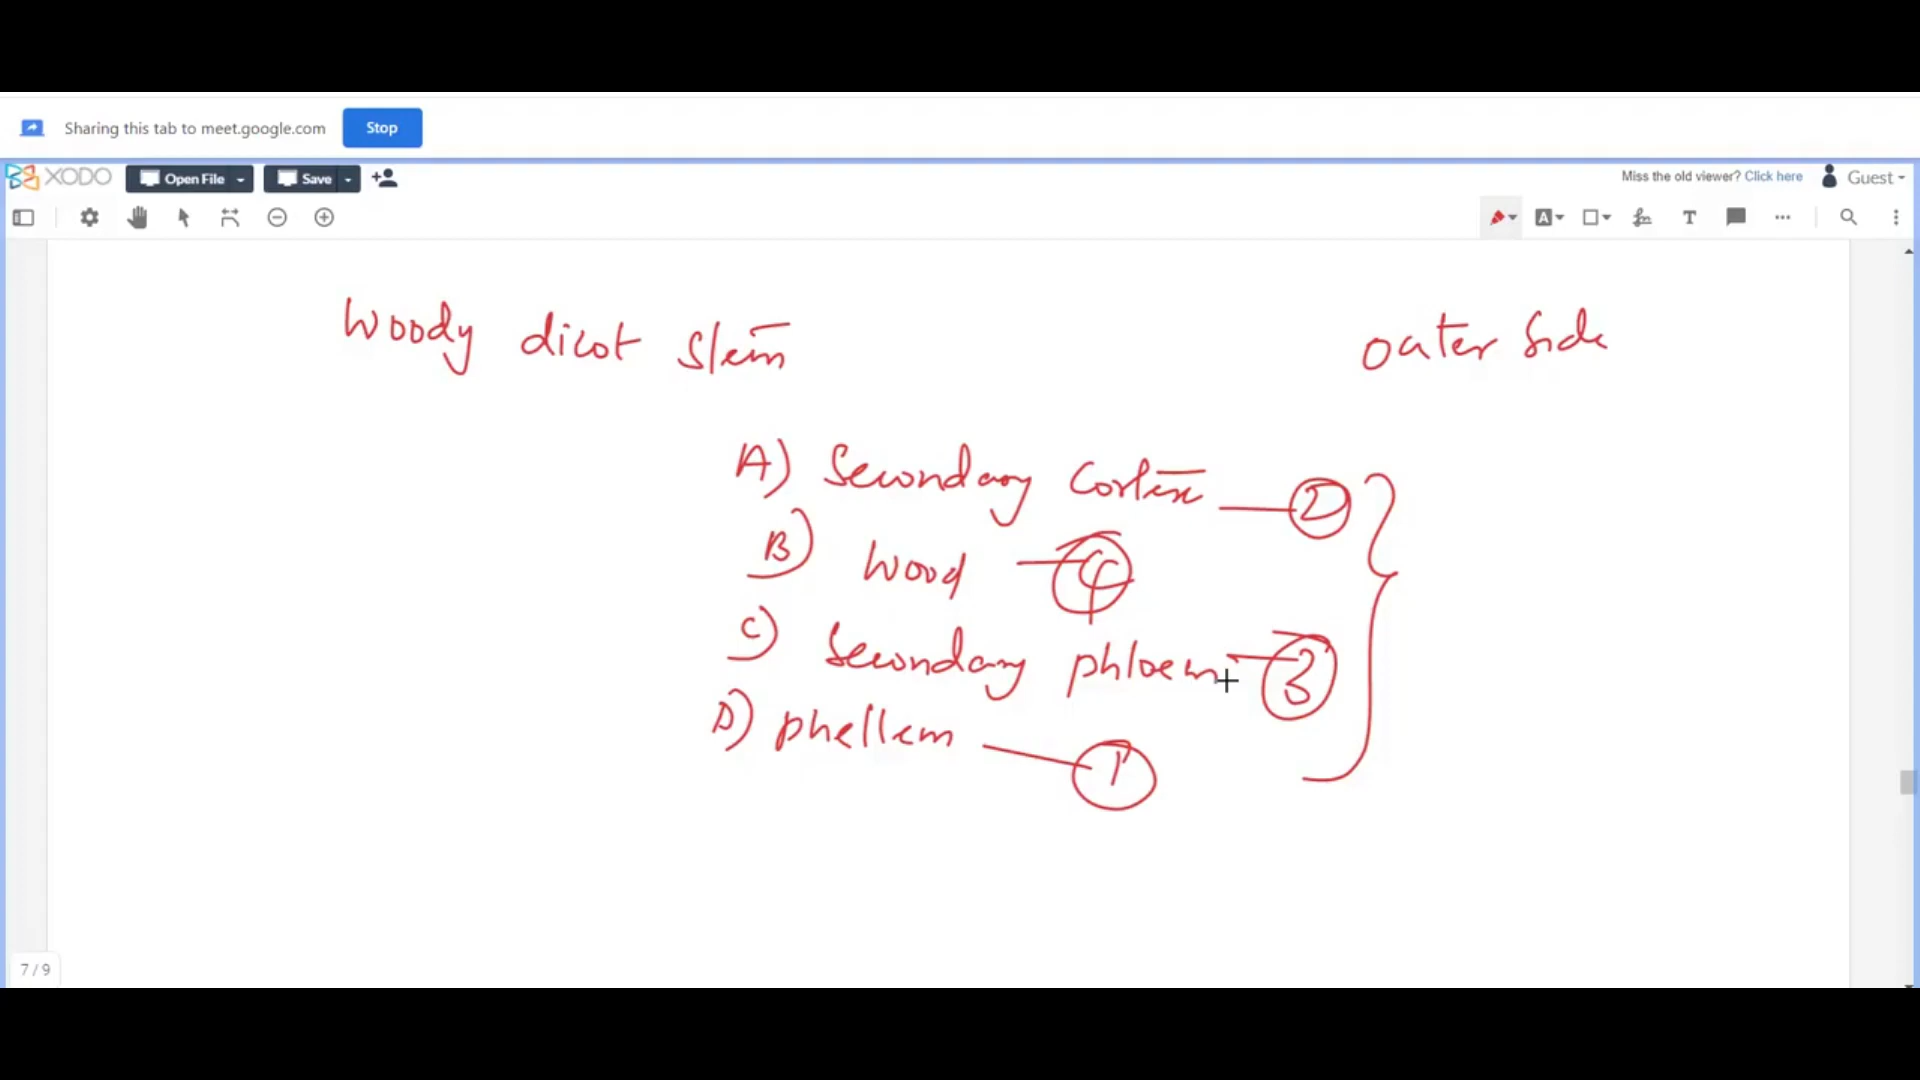 Sharing this tab to meet.google.com Stop
XODO Open File Save Miss the old viewer? Click here Guest
A T
Woody dicot stem outer side
A) Secondary Cortex — 2
B) Wood — 4
C) Secondary phloem — 3
D) phellem — 1
7 / 9